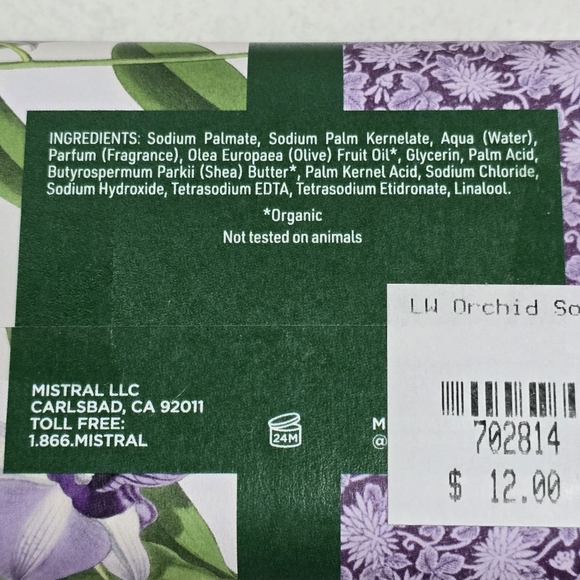 INGREDIENTS: Sodium Palmate, Sodium Palm Kernelate, Aqua (Water),
Parfum (Fragrance), Olea Europaea (Olive) Fruit Oil*, Glycerin, Palm Acid,
Butyrospermum Parkii (Shea) Butter*, Palm Kernel Acid, Sodium Chloride,
Sodium Hydroxide, Tetrasodium EDTA, Tetrasodium Etidronate, Linalool.
*Organic
Not tested on animals
LW Orchid So
MISTRAL LLC
CARLSBAD, CA 92011
TOLL FREE:
1.866.MISTRAL
24M
M
@
702814
$ 12.00